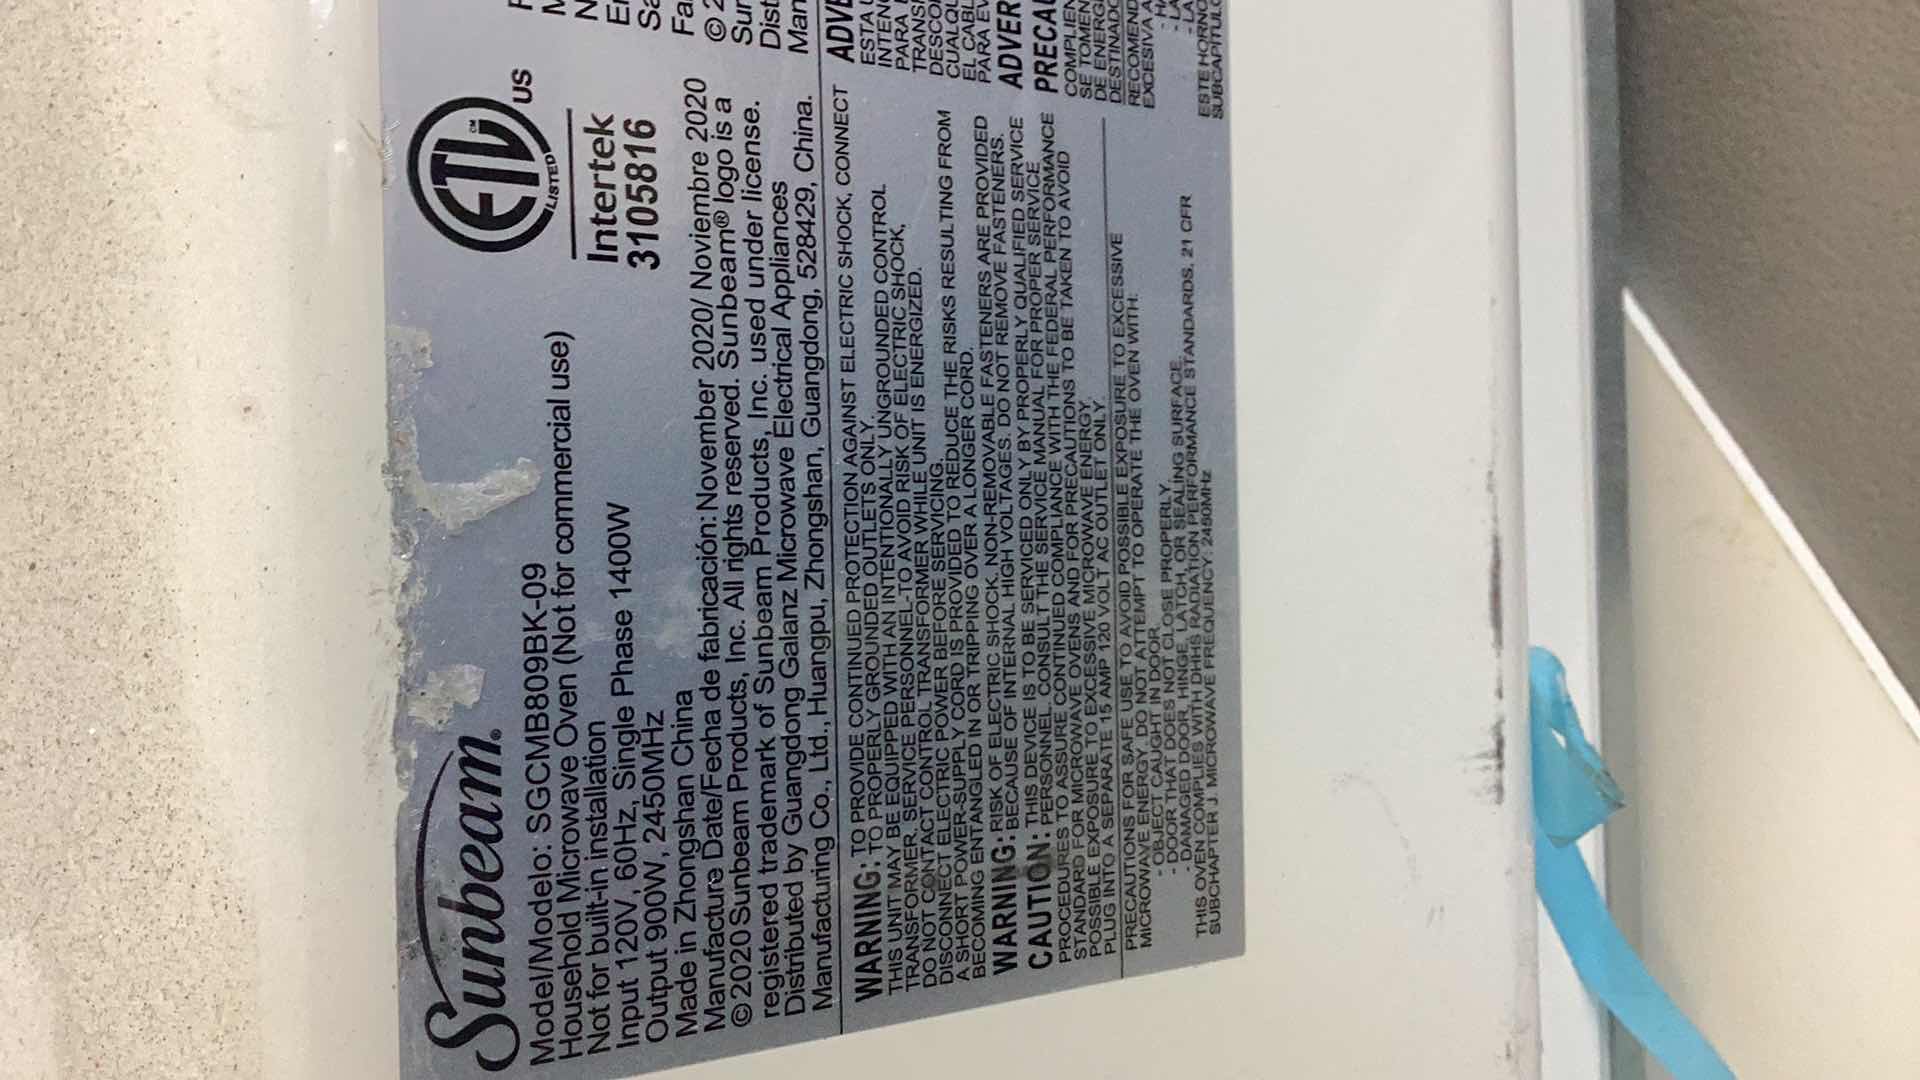 Sunbeam®
Model/Modelo: SGCMB809BK-09
Household Microwave Oven (Not for commercial use)
Not for built-in installation
Input 120V, 60Hz, Single Phase 1400W
Output 900W, 2450MHz
Made in Zhongshan China
Manufacture Date/Fecha de fabricación: November 2020/ Noviembre 2020
©2020 Sunbeam Products, Inc. All rights reserved. Sunbeam® logo is a
registered trademark of Sunbeam Products, Inc. used under license.
Distributed by Guangdong Galanz Microwave Electrical Appliances
Manufacturing Co., Ltd., Huangpu, Zhongshan, Guangdong, 528429, China.
ETL CM
LISTED
US
Intertek
3105816
WARNING: TO PROVIDE CONTINUED PROTECTION AGAINST ELECTRIC SHOCK, CONNECT
TO PROPERLY GROUNDED OUTLETS ONLY.
THIS UNIT MAY BE EQUIPPED WITH AN INTENTIONALLY UNGROUNDED CONTROL
TRANSFORMER. SERVICE PERSONNEL-TO AVOID RISK OF ELECTRIC SHOCK,
DO NOT CONTACT CONTROL TRANSFORMER WHILE UNIT IS ENERGIZED.
DISCONNECT ELECTRIC POWER BEFORE SERVICING.
A SHORT POWER-SUPPLY CORD IS PROVIDED TO REDUCE THE RISKS RESULTING FROM
BECOMING ENTANGLED IN OR TRIPPING OVER A LONGER CORD.
WARNING: RISK OF ELECTRIC SHOCK. NON-REMOVABLE FASTENERS ARE PROVIDED
BECAUSE OF INTERNAL HIGH VOLTAGES. DO NOT REMOVE FASTENERS.
CAUTION: THIS DEVICE IS TO BE SERVICED ONLY BY PROPERLY QUALIFIED SERVICE
PERSONNEL. CONSULT THE SERVICE MANUAL FOR PROPER SERVICE
PROCEDURES TO ASSURE CONTINUED COMPLIANCE WITH THE FEDERAL PERFORMANCE
STANDARD FOR MICROWAVE OVENS AND FOR PRECAUTIONS TO BE TAKEN TO AVOID
POSSIBLE EXPOSURE TO EXCESSIVE MICROWAVE ENERGY.
PLUG INTO A SEPARATE 15 AMP 120 VOLT AC OUTLET ONLY.
PRECAUTIONS FOR SAFE USE TO AVOID POSSIBLE EXPOSURE TO EXCESSIVE
MICROWAVE ENERGY. DO NOT ATTEMPT TO OPERATE THE OVEN WITH:
- OBJECT CAUGHT IN DOOR
- DOOR THAT DOES NOT CLOSE PROPERLY.
- DAMAGED DOOR, HINGE, LATCH, OR SEALING SURFACE.
THIS OVEN COMPLIES WITH DHHS RADIATION PERFORMANCE STANDARDS, 21 CFR
SUBCHAPTER J. MICROWAVE FREQUENCY: 2450MHz
PRECAU
COMPLIEN
SE TOMEN
DE ENERGI
DESTINADO
RECOMEND
EXCESIVA A
ESTE HORNO
SUBCAPITULO